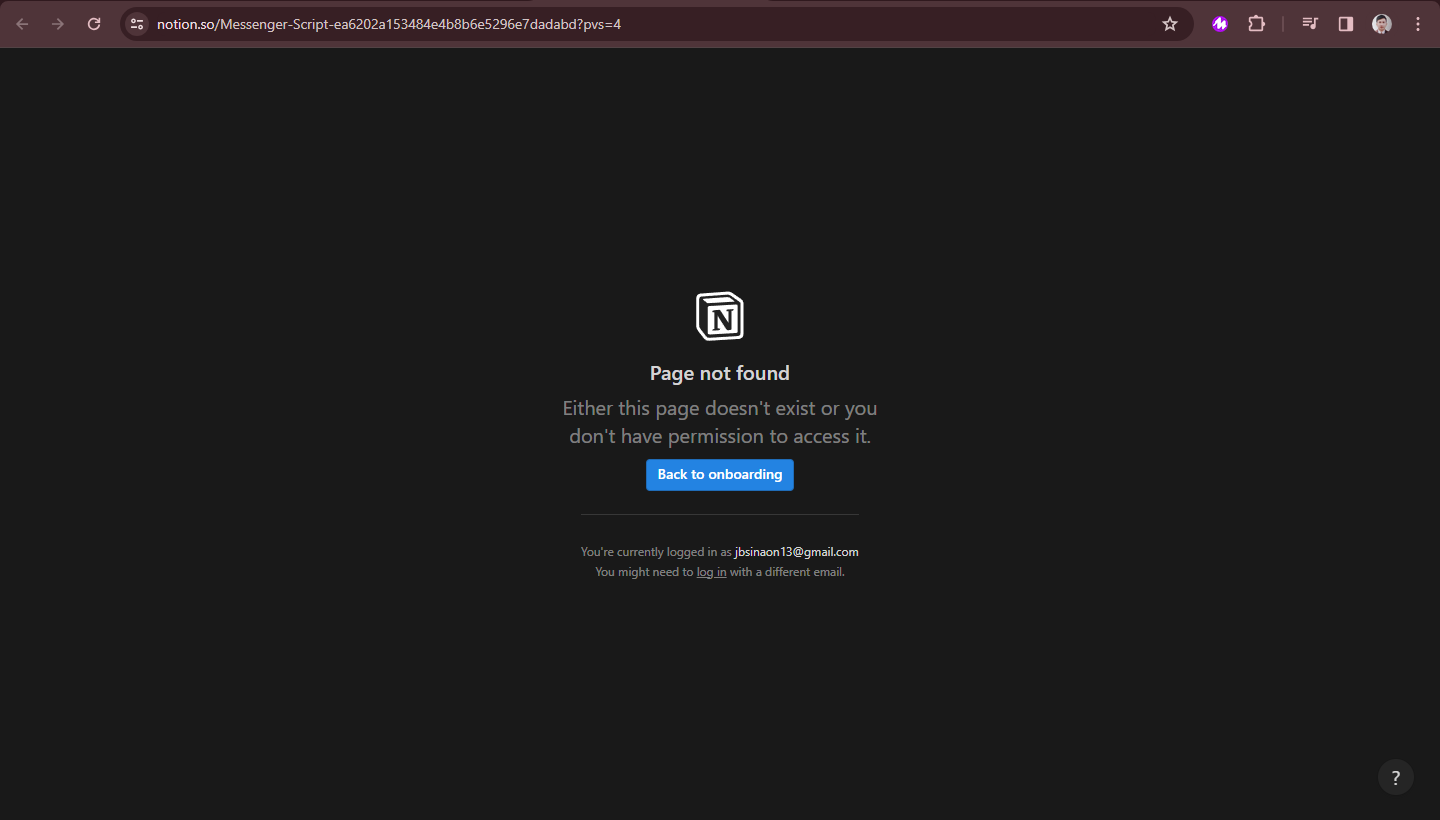 notion.so/Messenger-Script-ea6202a153484e4b8b6e5296e7dadabd?pvs=4
N
Page not found
Either this page doesn't exist or you
don't have permission to access it.
Back to onboarding
You're currently logged in as jbsinaon13@gmail.com
You might need to log in with a different email.
?